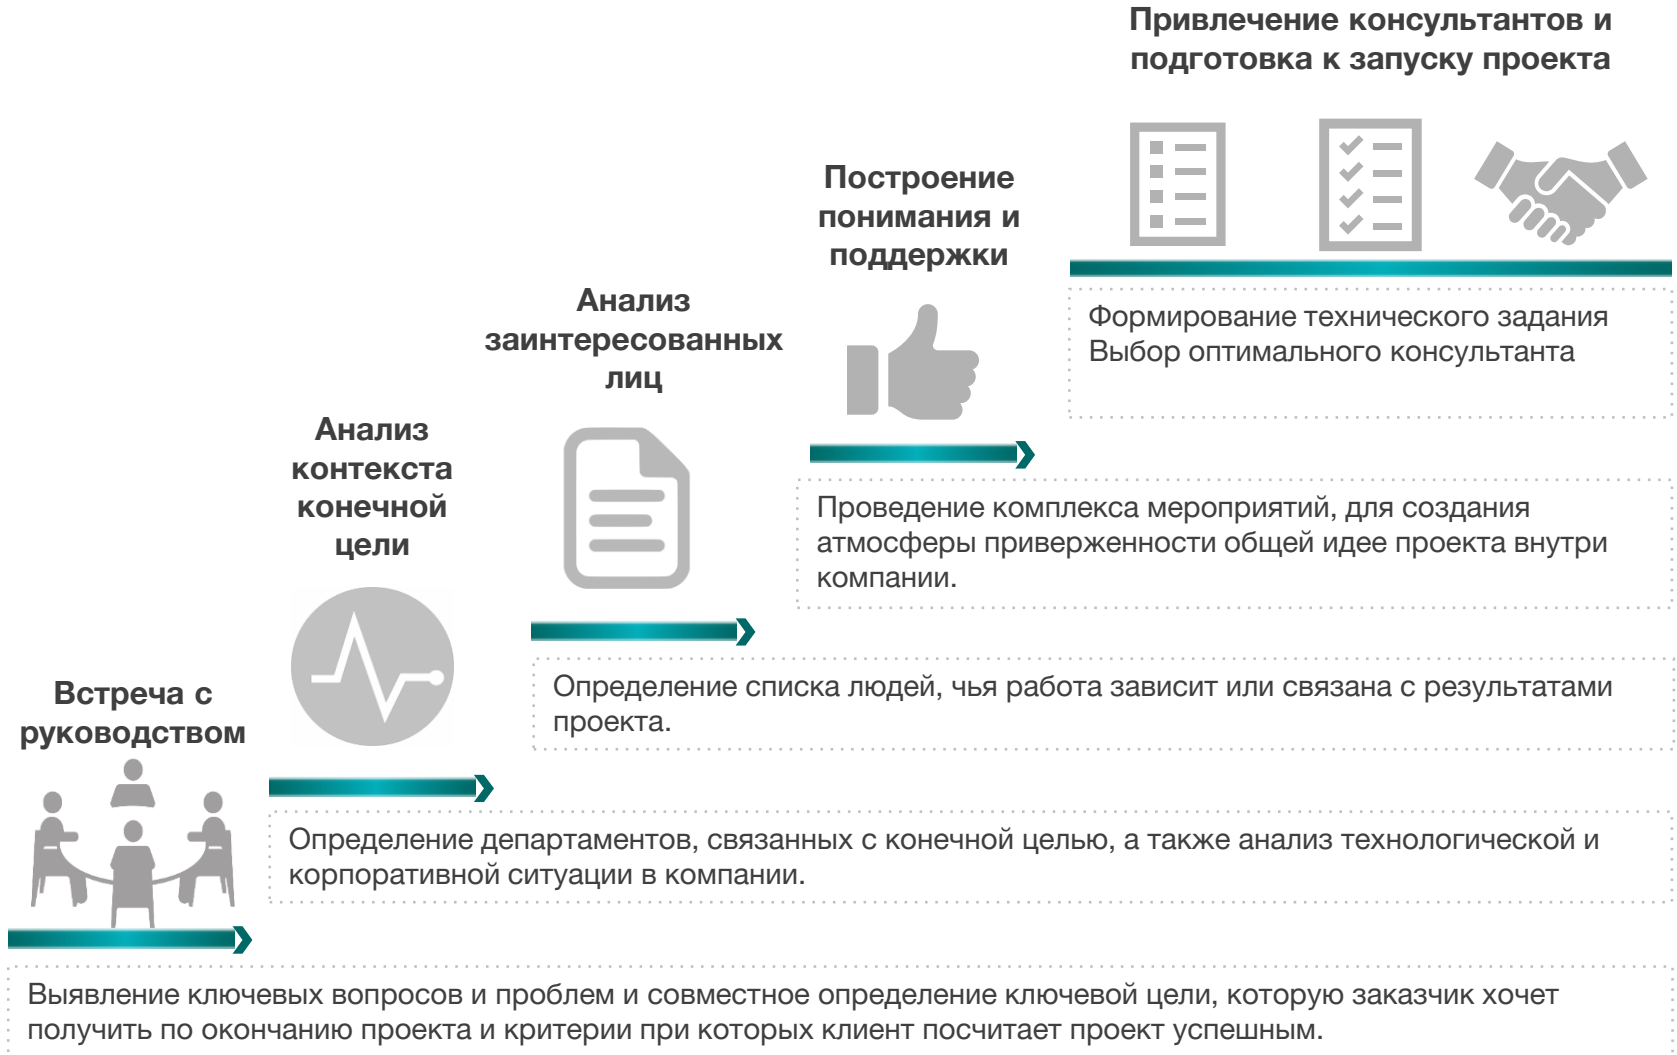 Привлечение консультантов и
подготовка к запуску проекта
Формирование технического задания
Выбор оптимального консультанта
Построение
понимания и
поддержки
Проведение комплекса мероприятий, для создания
атмосферы приверженности общей идее проекта внутри
компании.
Анализ
заинтересованных
лиц
Определение списка людей, чья работа зависит или связана с результатами
проекта.
Анализ
контекста
конечной
цели
Определение департаментов, связанных с конечной целью, а также анализ технологической и
корпоративной ситуации в компании.
Встреча с
руководством
Выявление ключевых вопросов и проблем и совместное определение ключевой цели, которую заказчик хочет
получить по окончанию проекта и критерии при которых клиент посчитает проект успешным.